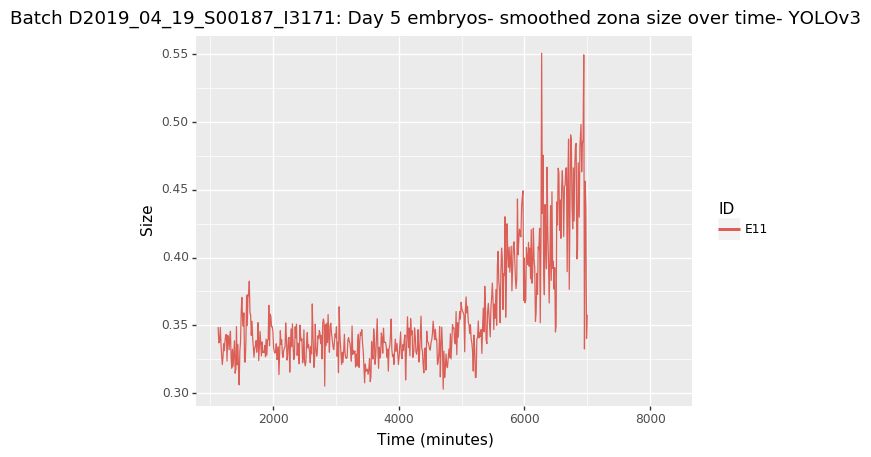 Batch D2019_04_19_S00187_I3171: Day 5 embryos- smoothed zona size over time- YOLOv3
0.55
0.50
0.45
0.40
0.35
0.30
Size
2000
4000
6000
8000
Time (minutes)
ID
E11